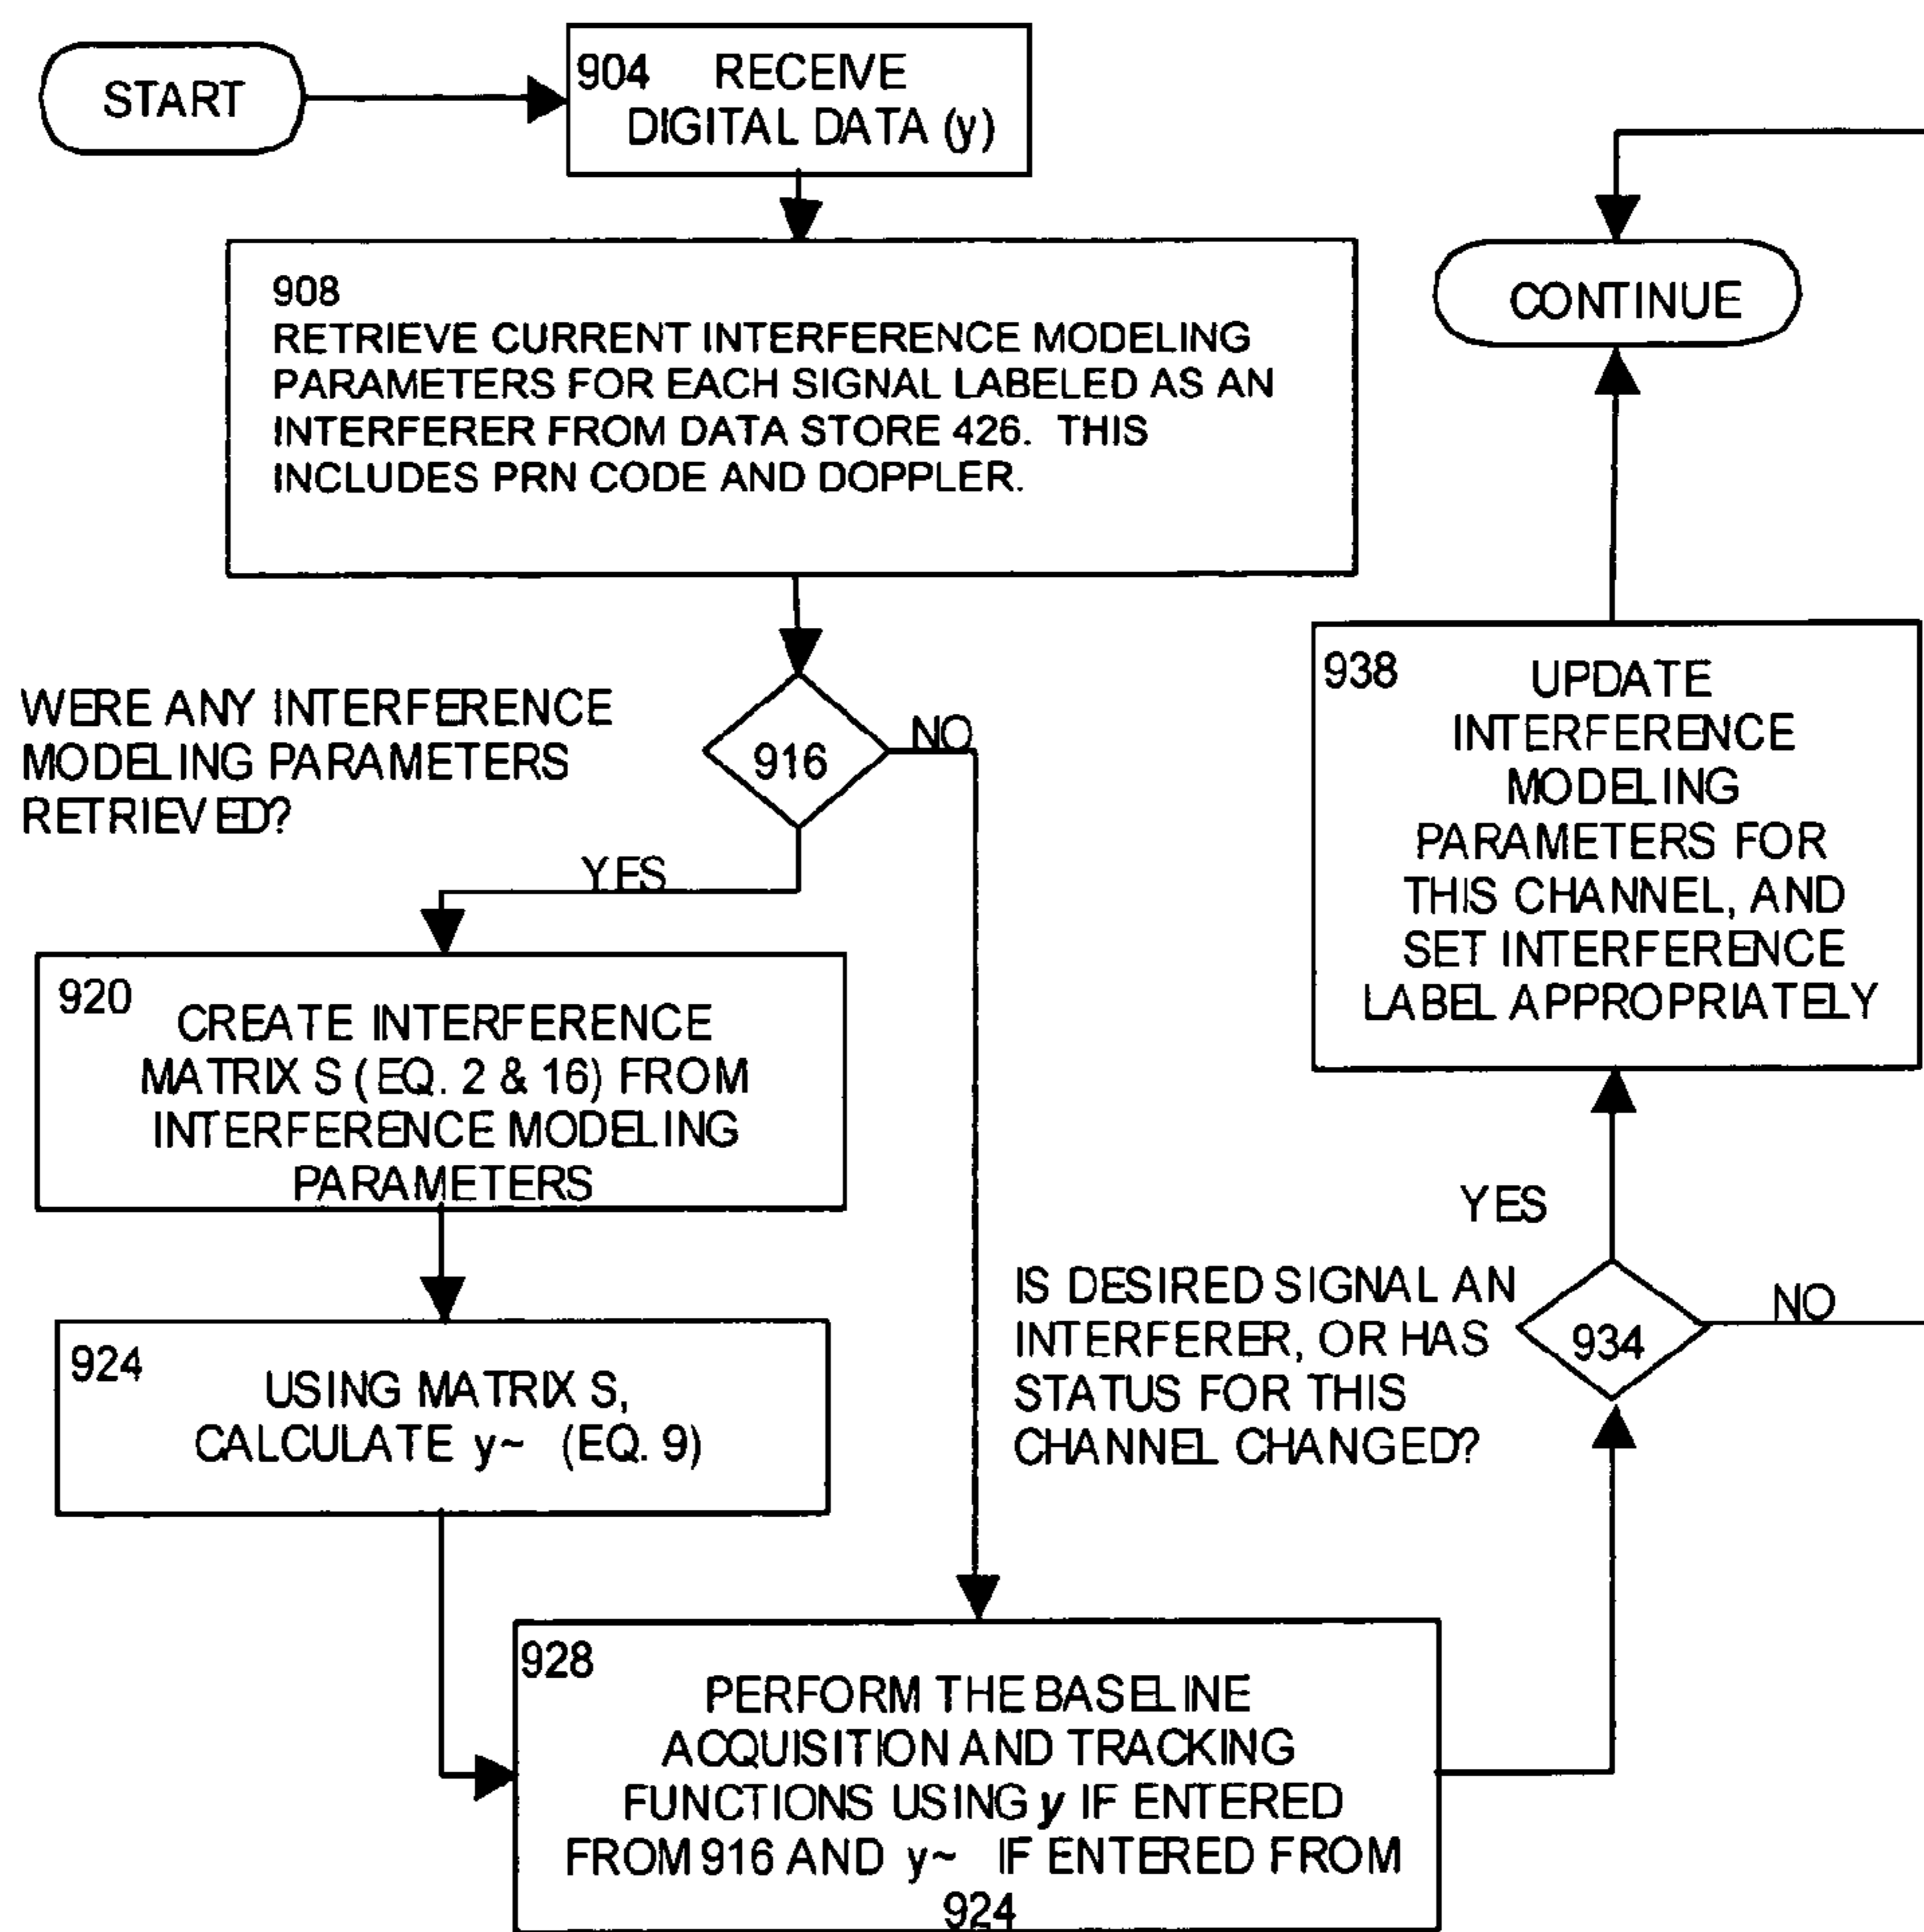 START
904 RECEIVE
DIGITAL DATA (y)
908
RETRIEVE CURRENT INTERFERENCE MODELING
PARAMETERS FOR EACH SIGNAL LABELED AS AN
INTERFERER FROM DATA STORE 426. THIS
INCLUDES PRN CODE AND DOPPLER.
WERE ANY INTERFERENCE
MODELING PARAMETERS
RETRIEVED?
916
NO
YES
920
CREATE INTERFERENCE
MATRIX S (EQ. 2 & 16) FROM
INTERFERENCE MODELING
PARAMETERS
924
USING MATRIX S,
CALCULATE y~ (EQ. 9)
928
PERFORM THE BASELINE
ACQUISITION AND TRACKING
FUNCTIONS USING y IF ENTERED
FROM 916 AND y~ IF ENTERED FROM
924
IS DESIRED SIGNAL AN
INTERFERER, OR HAS
STATUS FOR THIS
CHANNEL CHANGED?
934
NO
YES
938 UPDATE
INTERFERENCE
MODELING
PARAMETERS FOR
THIS CHANNEL, AND
SET INTERFERENCE
LABEL APPROPRIATELY
CONTINUE